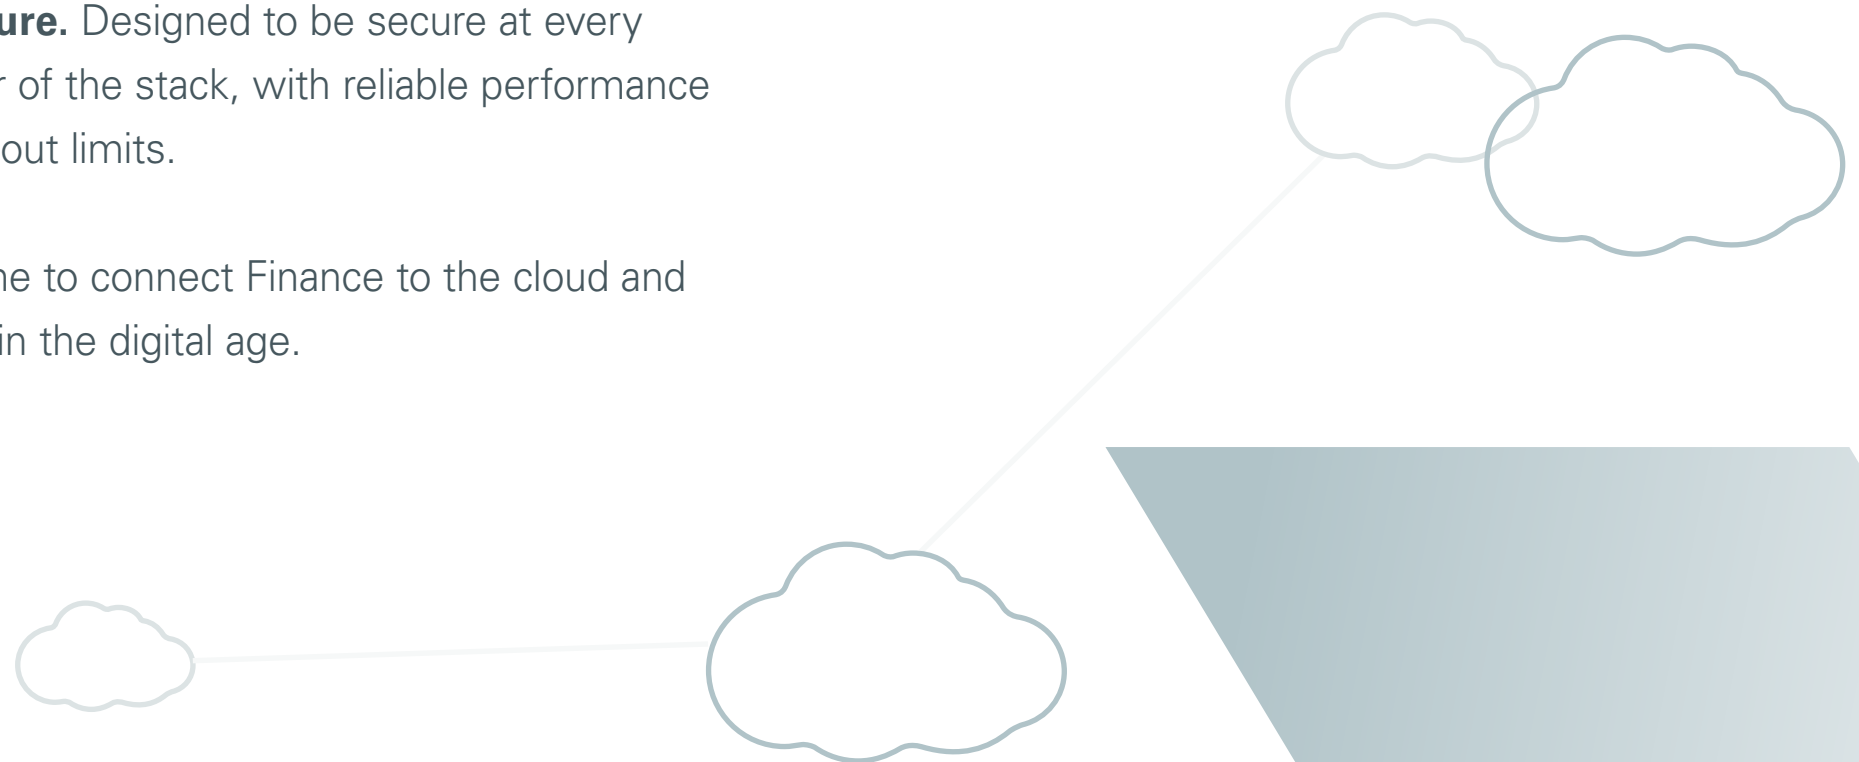 ure. Designed to be secure at every
r of the stack, with reliable performance
out limits.
ne to connect Finance to the cloud and
in the digital age.